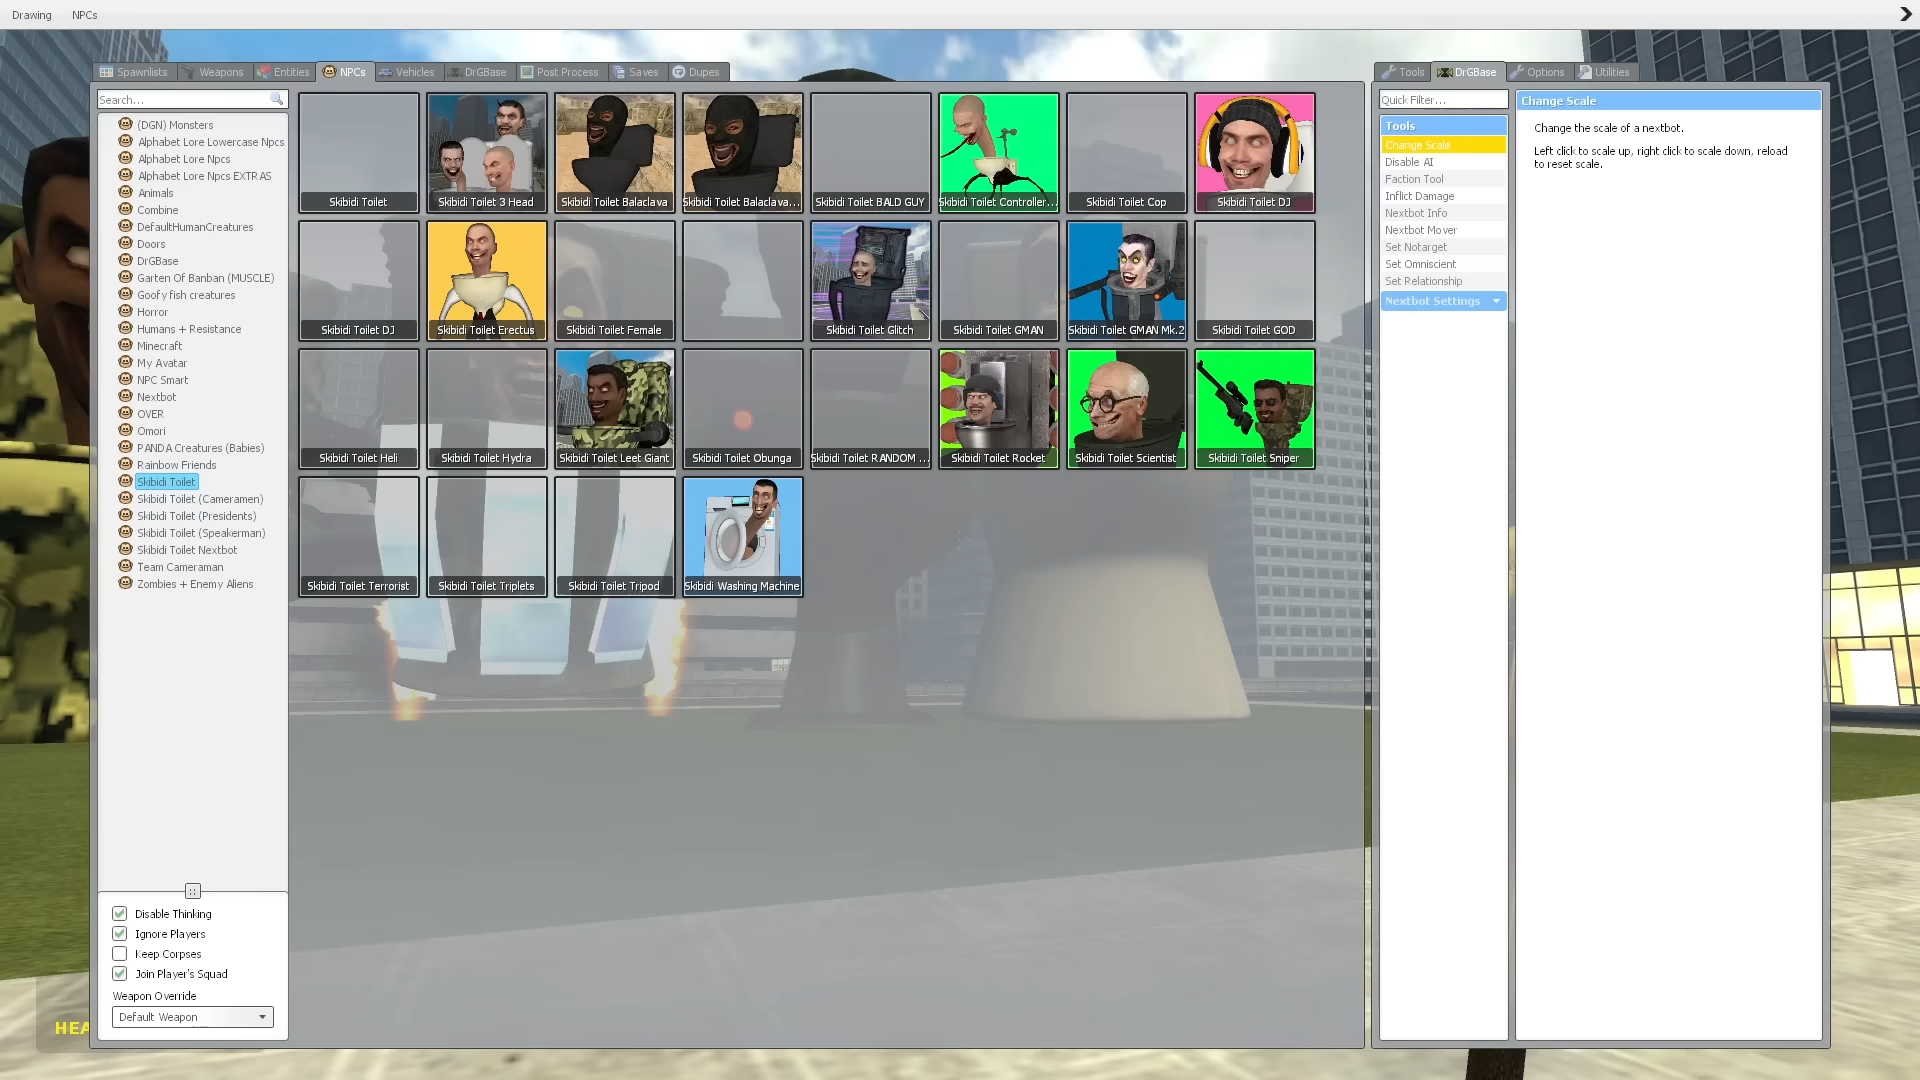 Drawing NPCs
Spawnlists Weapons Entities NPCs Vehicles DrGBase Post Process Saves Dupes
Search...
(DGN) Monsters
Alphabet Lore Lowercase Npcs
Alphabet Lore Npcs
Alphabet Lore Npcs EXTRAS
Animals
Combine
DefaultHumanCreatures
Doors
DrGBase
Garten Of Banban (MUSCLE)
Goofy fish creatures
Horror
Humans + Resistance
Minecraft
My Avatar
NPC Smart
Nextbot
OVER
Omori
PANDA Creatures (Babies)
Rainbow Friends
Skibidi Toilet
Skibidi Toilet (Cameramen)
Skibidi Toilet (Presidents)
Skibidi Toilet (Speakerman)
Skibidi Toilet Nextbot
Team Cameraman
Zombies + Enemy Aliens
Disable Thinking
Ignore Players
Keep Corpses
Join Player's Squad
Weapon Override
Default Weapon
HEA
Skibidi Toilet
Skibidi Toilet 3 Head
Skibidi Toilet Balaclava
Skibidi Toilet Balaclava...
Skibidi Toilet BALD GUY
Skibidi Toilet Controller...
Skibidi Toilet Cop
Skibidi Toilet DJ
Skibidi Toilet DJ
Skibidi Toilet Erectus
Skibidi Toilet Female
Skibidi Toilet Glitch
Skibidi Toilet GMAN
Skibidi Toilet GMAN Mk.2
Skibidi Toilet GOD
Skibidi Toilet Heli
Skibidi Toilet Hydra
Skibidi Toilet Leet Giant
Skibidi Toilet Obunga
Skibidi Toilet RANDOM ...
Skibidi Toilet Rocket
Skibidi Toilet Scientist
Skibidi Toilet Sniper
Skibidi Toilet Terrorist
Skibidi Toilet Triplets
Skibidi Toilet Tripod
Skibidi Washing Machine
Tools DrGBase Options Utilities
Quick Filter...
Tools
Change Scale
Disable AI
Faction Tool
Inflict Damage
Nextbot Info
Nextbot Mover
Set Notarget
Set Omniscient
Set Relationship
Nextbot Settings
Change Scale
Change the scale of a nextbot.
Left click to scale up, right click to scale down, reload
to reset scale.